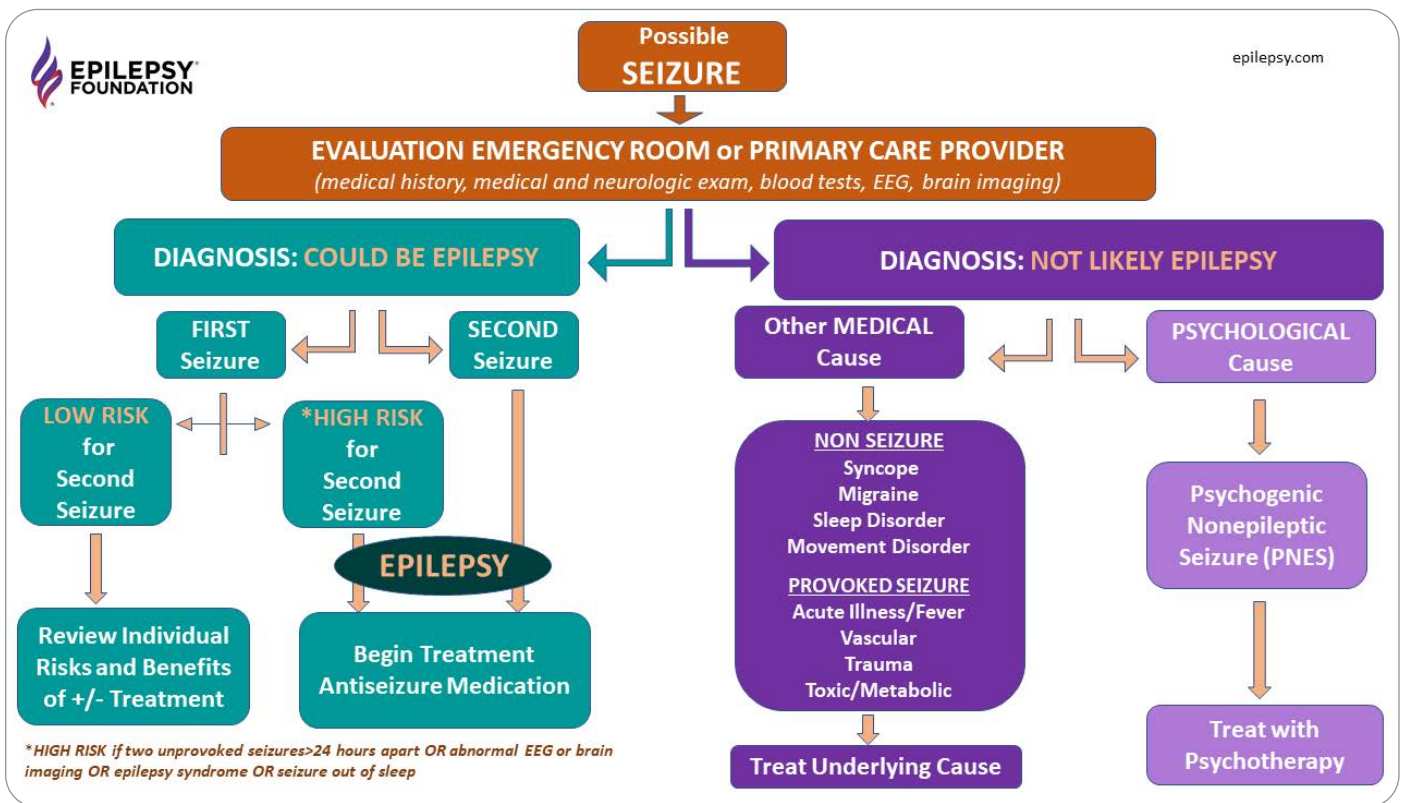 EPILEPSY
FOUNDATION
epilepsy.com
Possible
SEIZURE
EVALUATION EMERGENCY ROOM or PRIMARY CARE PROVIDER
(medical history, medical and neurologic exam, blood tests, EEG, brain imaging)
DIAGNOSIS: COULD BE EPILEPSY
DIAGNOSIS: NOT LIKELY EPILEPSY
FIRST
Seizure
SECOND
Seizure
Other MEDICAL
Cause
PSYCHOLOGICAL
Cause
LOW RISK
for
Second
Seizure
*HIGH RISK
for
Second
Seizure
EPILEPSY
NON SEIZURE
Syncope
Migraine
Sleep Disorder
Movement Disorder
PROVOKED SEIZURE
Acute Illness/Fever
Vascular
Trauma
Toxic/Metabolic
Psychogenic
Nonepileptic
Seizure (PNES)
Review Individual
Risks and Benefits
of +/- Treatment
Begin Treatment
Antiseizure Medication
Treat Underlying Cause
Treat with
Psychotherapy
*HIGH RISK if two unprovoked seizures>24 hours apart OR abnormal EEG or brain
imaging OR epilepsy syndrome OR seizure out of sleep